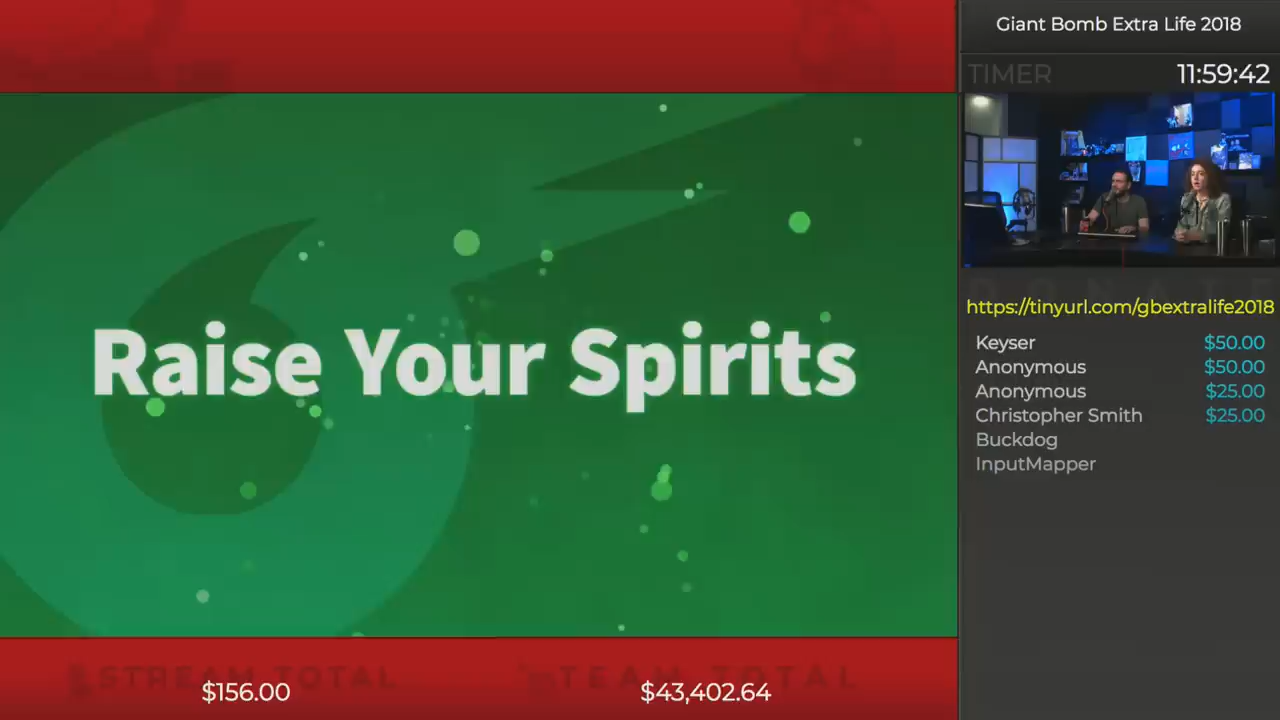 Giant Bomb Extra Life 2018
TIMER
11:59:42
Raise Your Spirits
DONATE
https://tinyurl.com/gbextralife2018
Keyser $50.00
Anonymous $50.00
Anonymous $25.00
Christopher Smith $25.00
Buckdog
InputMapper
STREAM TOTAL
$156.00
TEAM TOTAL
$43,402.64